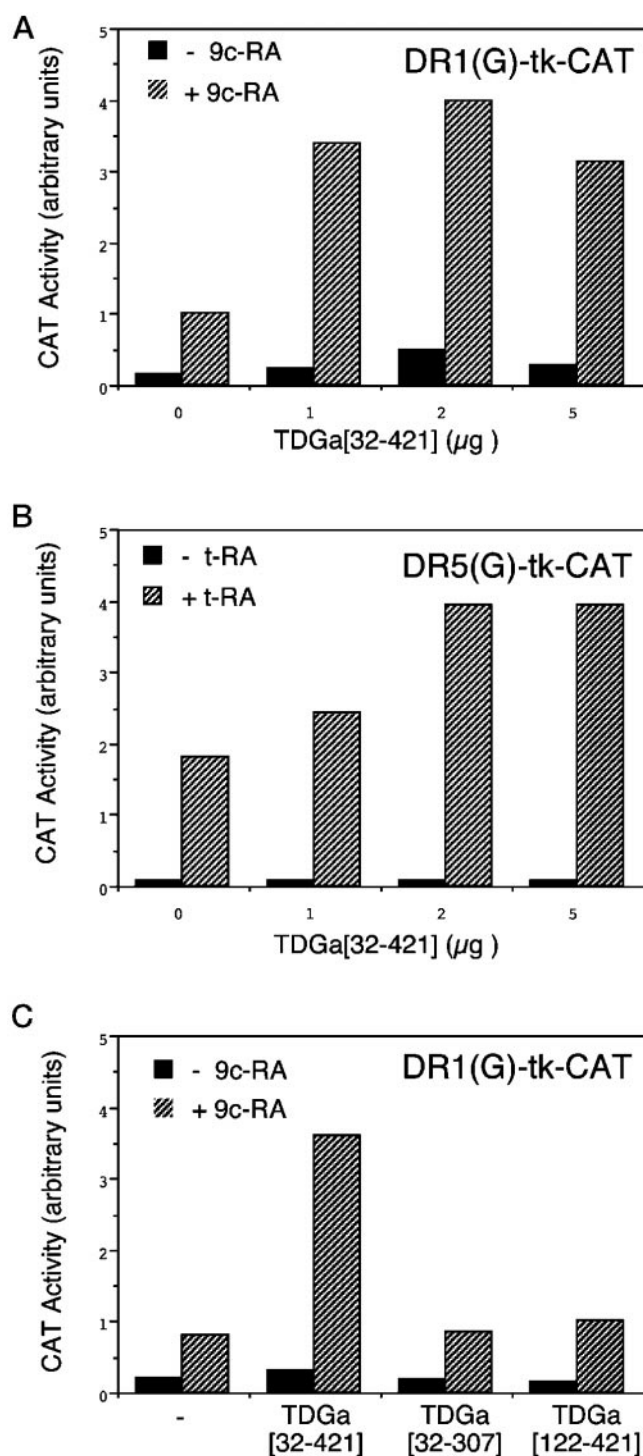 A
- 9c-RA
+ 9c-RA
DR1(G)-tk-CAT
CAT Activity (arbitrary units)
5
4
3
2
1
0
0 1 2 5
TDGa[32-421] (µg )
B
- t-RA
+ t-RA
DR5(G)-tk-CAT
CAT Activity (arbitrary units)
5
4
3
2
1
0
0 1 2 5
TDGa[32-421] (µg )
C
- 9c-RA
+ 9c-RA
DR1(G)-tk-CAT
CAT Activity (arbitrary units)
5
4
3
2
1
0
- TDGa TDGa TDGa
[32-421] [32-307] [122-421]